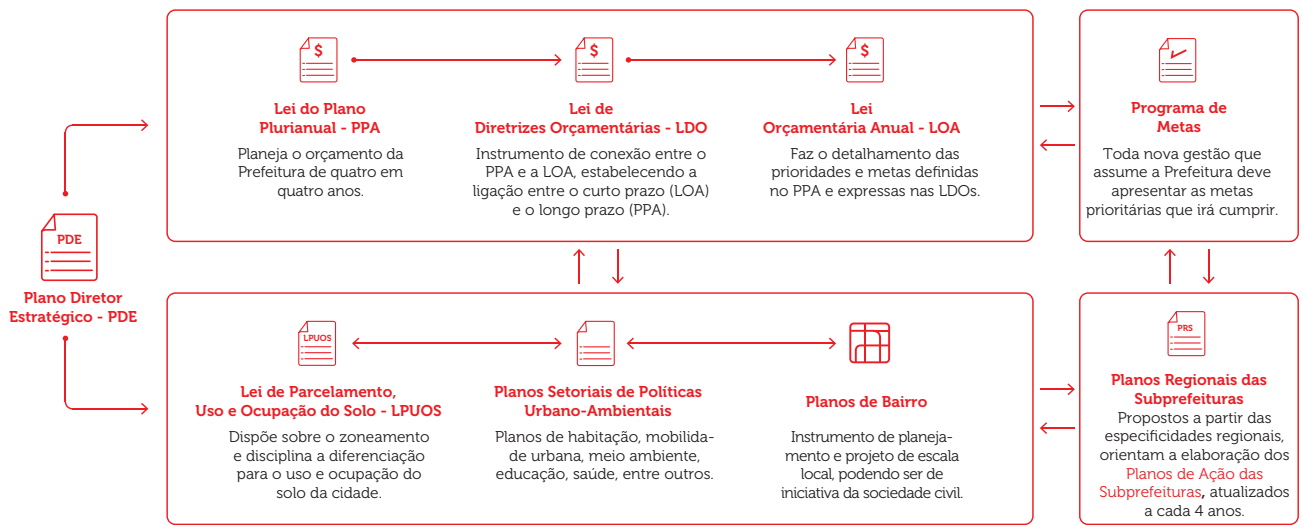 PDE
Plano Diretor
Estratégico - PDE
$
Lei do Plano
Plurianual - PPA
Planeja o orçamento da
Prefeitura de quatro em
quatro anos.
$
Lei de
Diretrizes Orçamentárias - LDO
Instrumento de conexão entre o
PPA e a LOA, estabelecendo a
ligação entre o curto prazo (LOA)
e o longo prazo (PPA).
$
Lei
Orçamentária Anual - LOA
Faz o detalhamento das
prioridades e metas definidas
no PPA e expressas nas LDOs.
Programa de
Metas
Toda nova gestão que
assume a Prefeitura deve
apresentar as metas
prioritárias que irá cumprir.
LPUOS
Lei de Parcelamento,
Uso e Ocupação do Solo - LPUOS
Dispõe sobre o zoneamento
e disciplina a diferenciação
para o uso e ocupação do
solo da cidade.
Planos Setoriais de Políticas
Urbano-Ambientais
Planos de habitação, mobilida-
de urbana, meio ambiente,
educação, saúde, entre outros.
Planos de Bairro
Instrumento de planeja-
mento e projeto de escala
local, podendo ser de
iniciativa da sociedade civil.
PRS
Planos Regionais das
Subprefeituras
Propostos a partir das
especificidades regionais,
orientam a elaboração dos
Planos de Ação das
Subprefeituras, atualizados
a cada 4 anos.